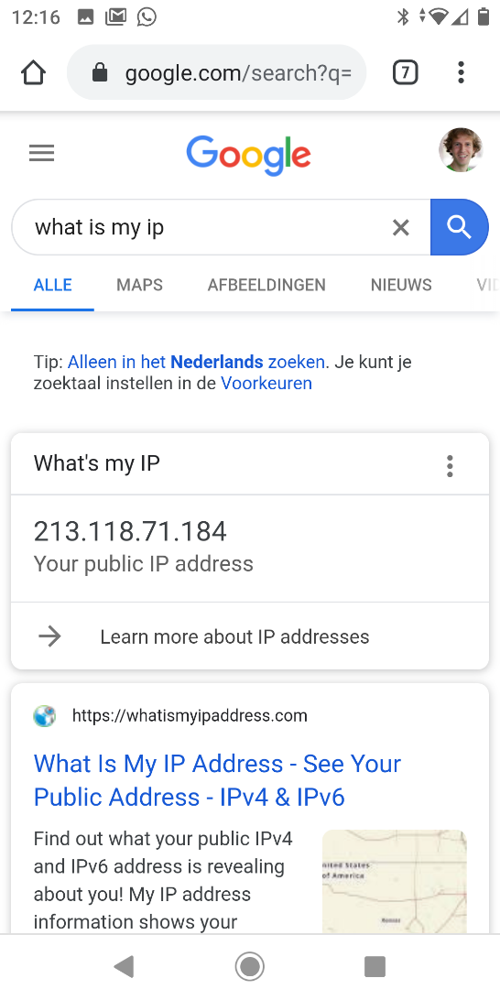 12:16
google.com/search?q=
7
Google
what is my ip
ALLE MAPS AFBEELDINGEN NIEUWS VID
Tip: Alleen in het Nederlands zoeken. Je kunt je
zoektaal instellen in de Voorkeuren
What's my IP
213.118.71.184
Your public IP address
Learn more about IP addresses
https://whatismyipaddress.com
What Is My IP Address - See Your
Public Address - IPv4 & IPv6
Find out what your public IPv4
and IPv6 address is revealing
about you! My IP address
information shows your
United States
of America
Kansas